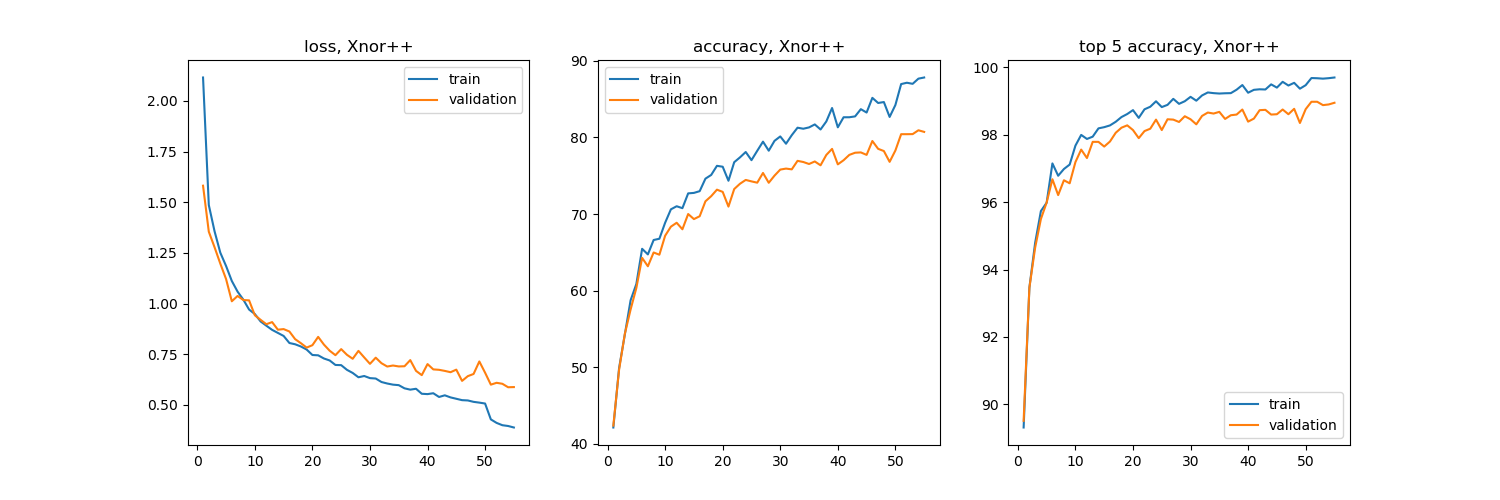 loss, Xnor++
train
validation
2.00
1.75
1.50
1.25
1.00
0.75
0.50
0 10 20 30 40 50
accuracy, Xnor++
train
validation
90
80
70
60
50
40
0 10 20 30 40 50
top 5 accuracy, Xnor++
100
98
96
94
92
90
train
validation
0 10 20 30 40 50